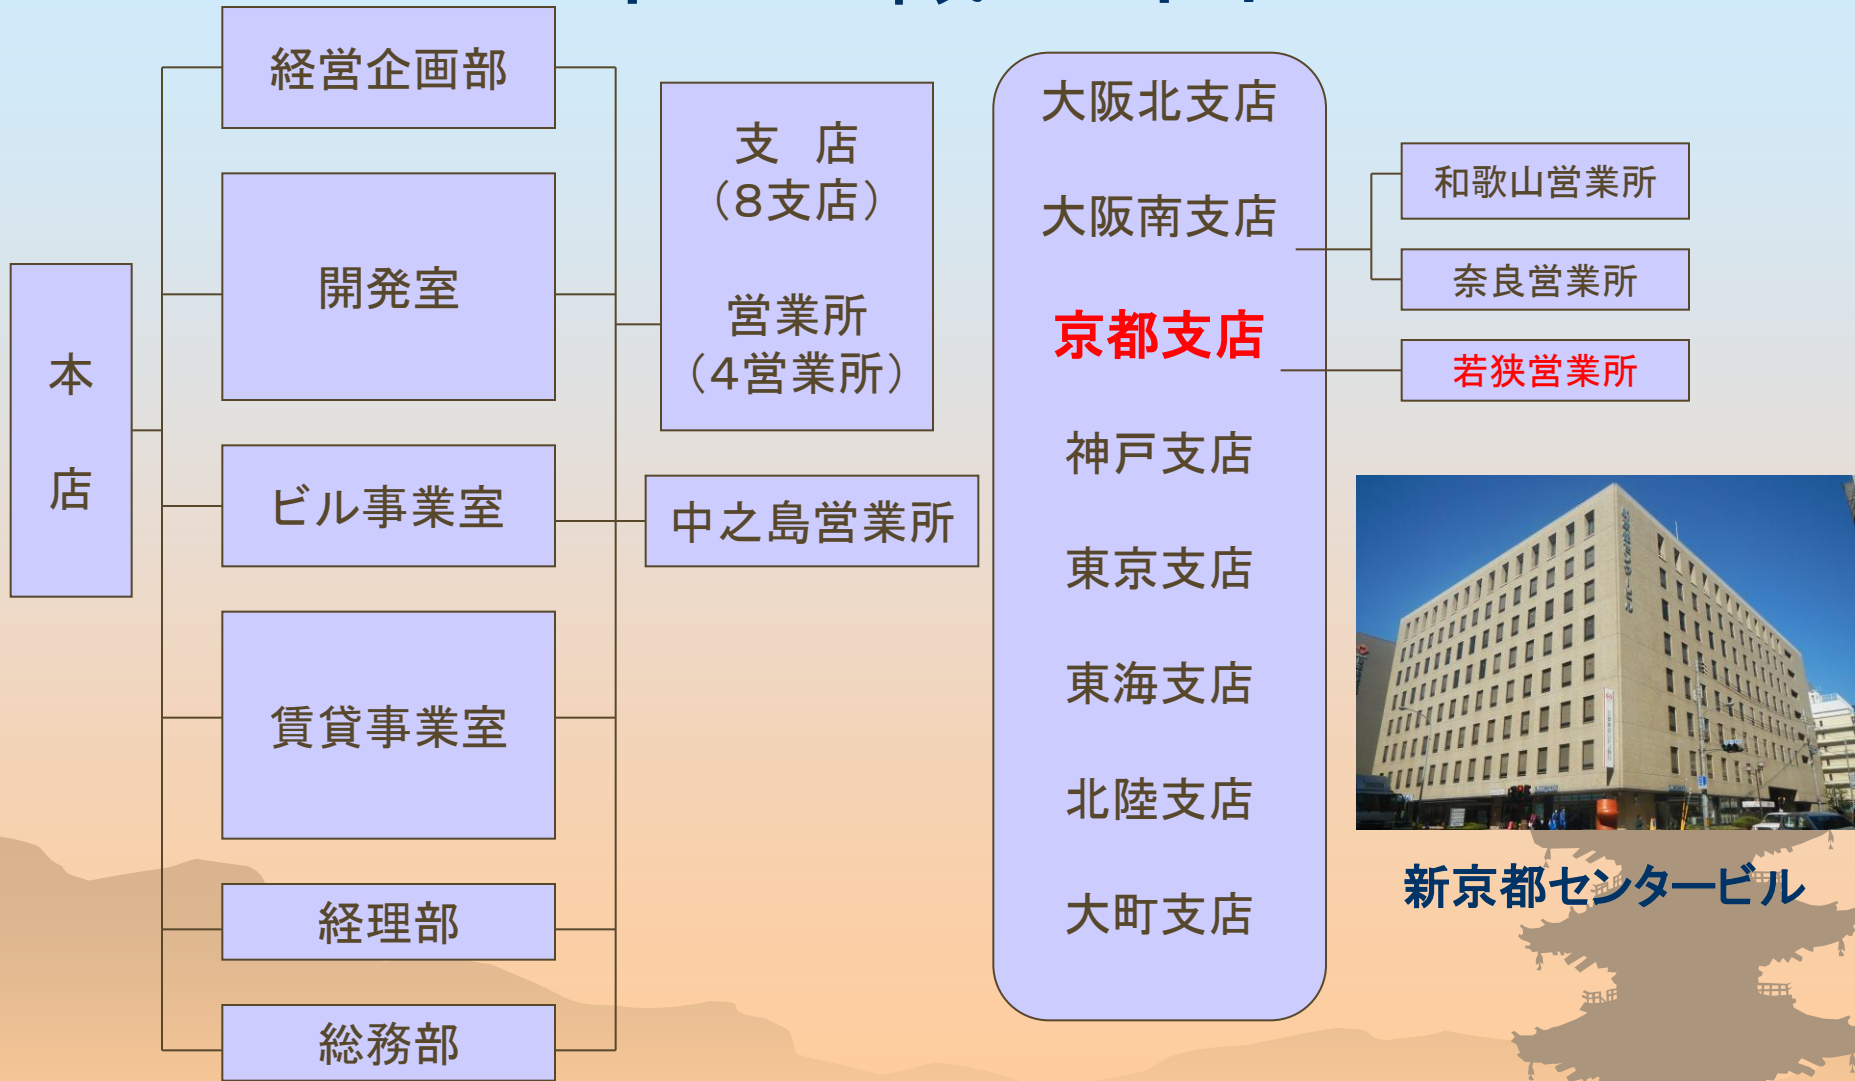 経営企画部
開発室
本
店
ビル事業室
賃貸事業室
経理部
総務部
支　店
（8支店）
営業所
（4営業所）
中之島営業所
大阪北支店
大阪南支店
京都支店
神戸支店
東京支店
東海支店
北陸支店
大町支店
和歌山営業所
奈良営業所
若狭営業所
新京都センタービル